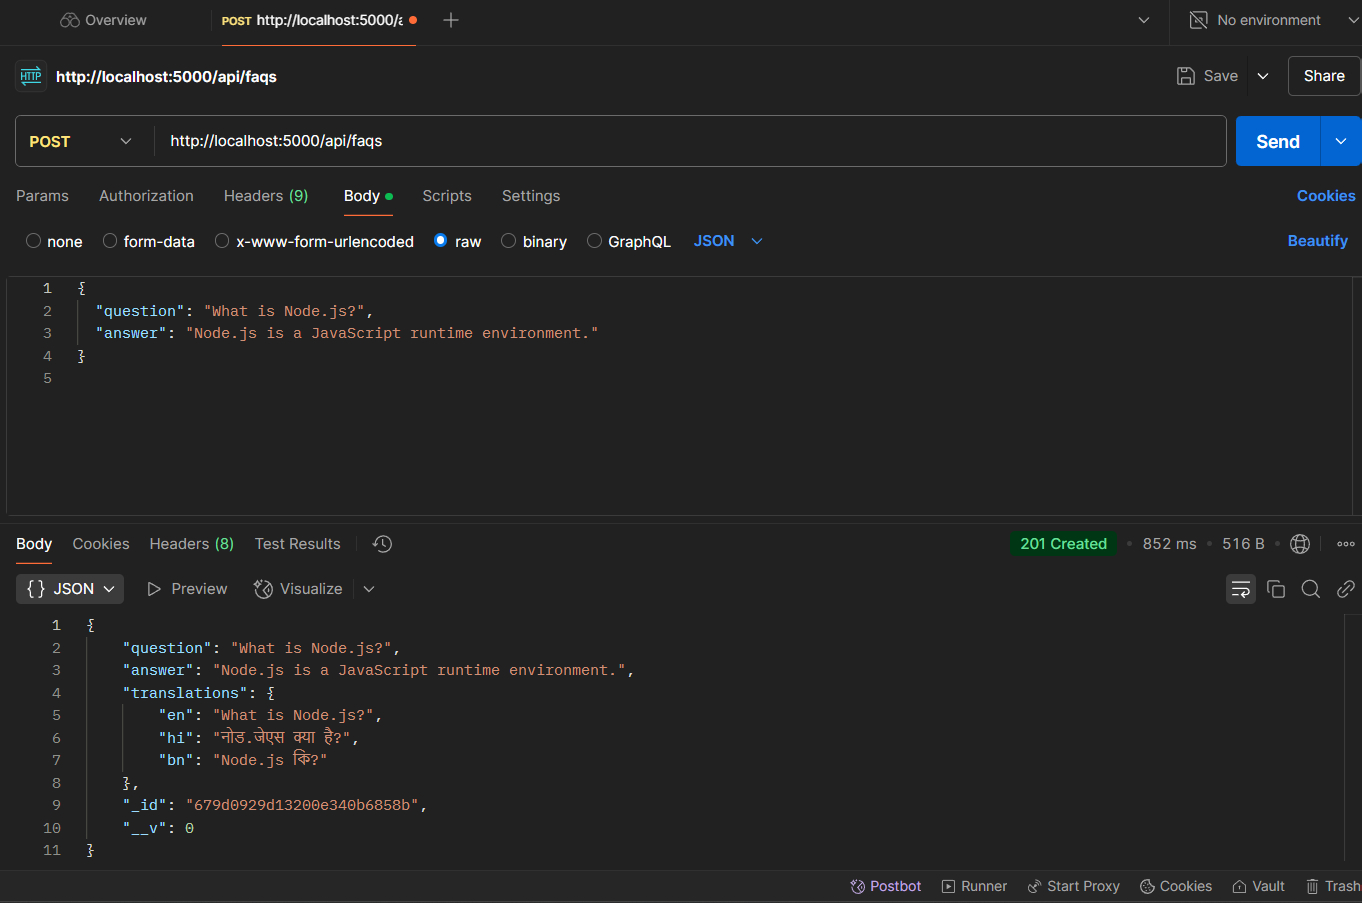 Overview
POST http://localhost:5000/a
No environment
HTTP http://localhost:5000/api/faqs
Save
Share
POST
http://localhost:5000/api/faqs
Send
Params Authorization Headers (9) Body Scripts Settings Cookies
none form-data x-www-form-urlencoded raw binary GraphQL JSON Beautify
1 {
2 "question": "What is Node.js?",
3 "answer": "Node.js is a JavaScript runtime environment."
4 }
5
Body Cookies Headers (8) Test Results 201 Created 852 ms 516 B
{} JSON Preview Visualize
1 {
2 "question": "What is Node.js?",
3 "answer": "Node.js is a JavaScript runtime environment.",
4 "translations": {
5 "en": "What is Node.js?",
6 "hi": "नोड.जेएस क्या है?",
7 "bn": "Node.js কি?"
8 },
9 "_id": "679d0929d13200e340b6858b",
10 "__v": 0
11 }
Postbot Runner Start Proxy Cookies Vault Trash